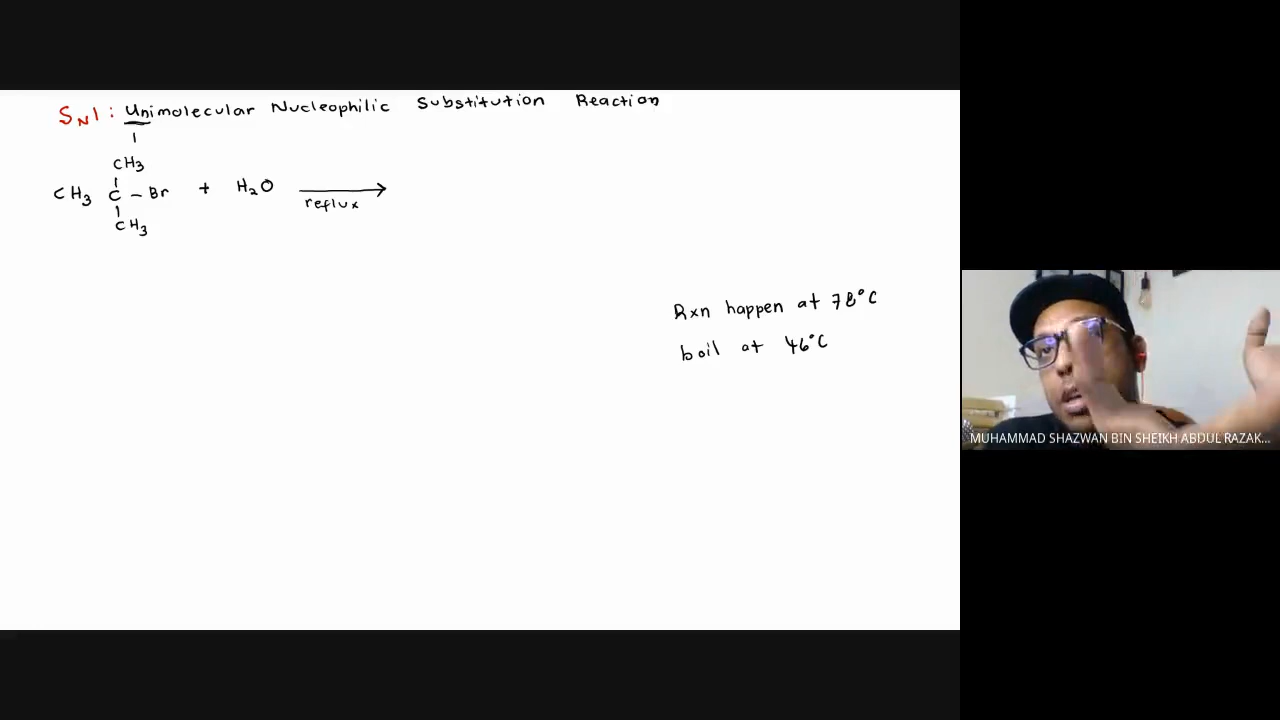 SN1: Unimolecular Nucleophilic Substitution Reaction
1
CH3
CH3 C - Br + H2O
reflux
CH3
Rxn happen at 78°C
boil at 46°C
MUHAMMAD SHAZWAN BIN SHEIKH ABDUL RAZAK...